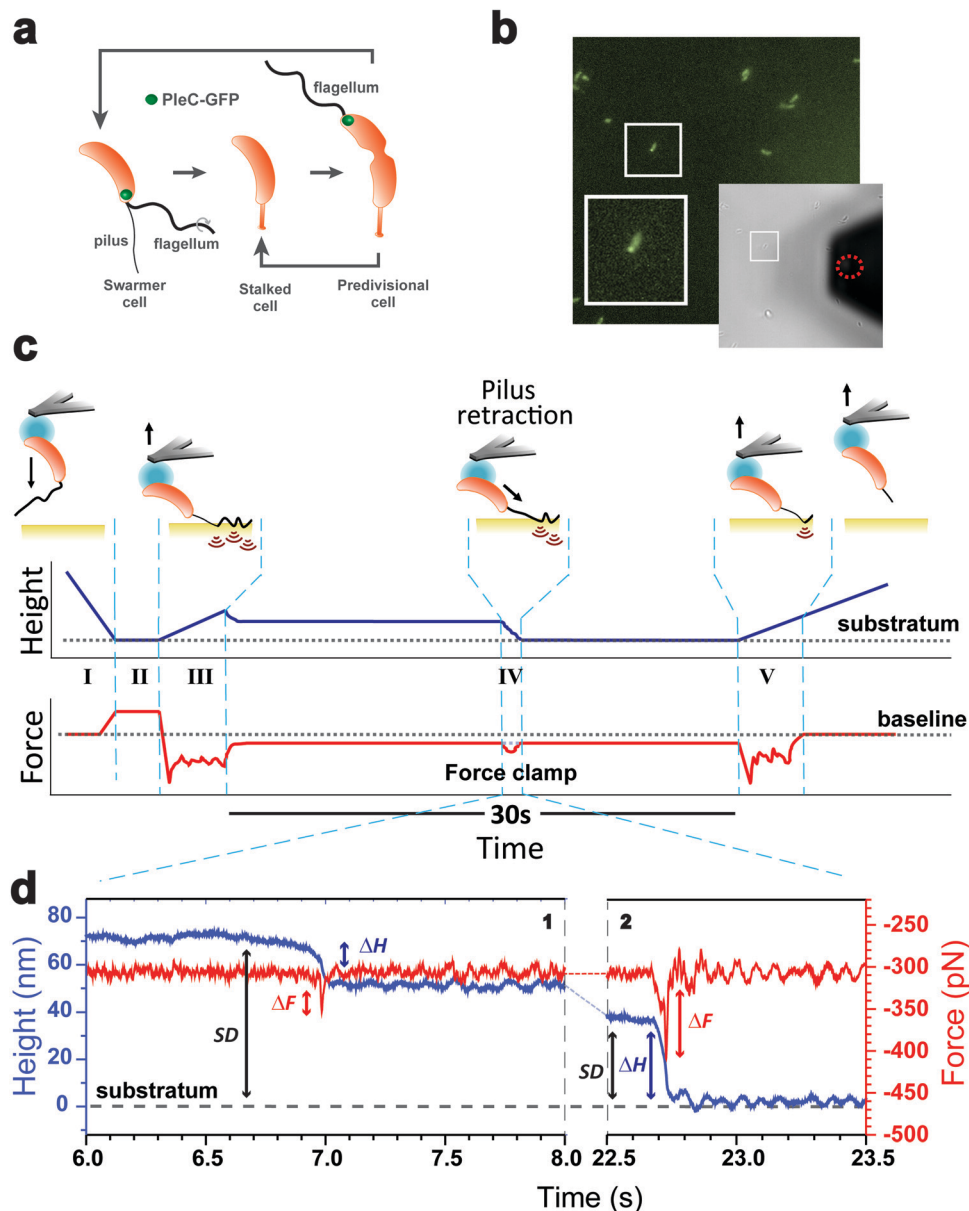 a
flagellum
PleC-GFP
pilus
flagellum
Swarmer
cell
Stalked
cell
Predivisional
cell
b
c
Pilus
retraction
Height
substratum
I
II
III
IV
V
Force
baseline
Force clamp
30s
Time
d
Height (nm)
80
60
40
20
0
1
2
ΔH
ΔF
SD
substratum
SD
ΔH
ΔF
-250
-300
-350
-400
-450
-500
Force (pN)
6.0
6.5
7.0
7.5
8.0
22.5
23.0
23.5
Time (s)